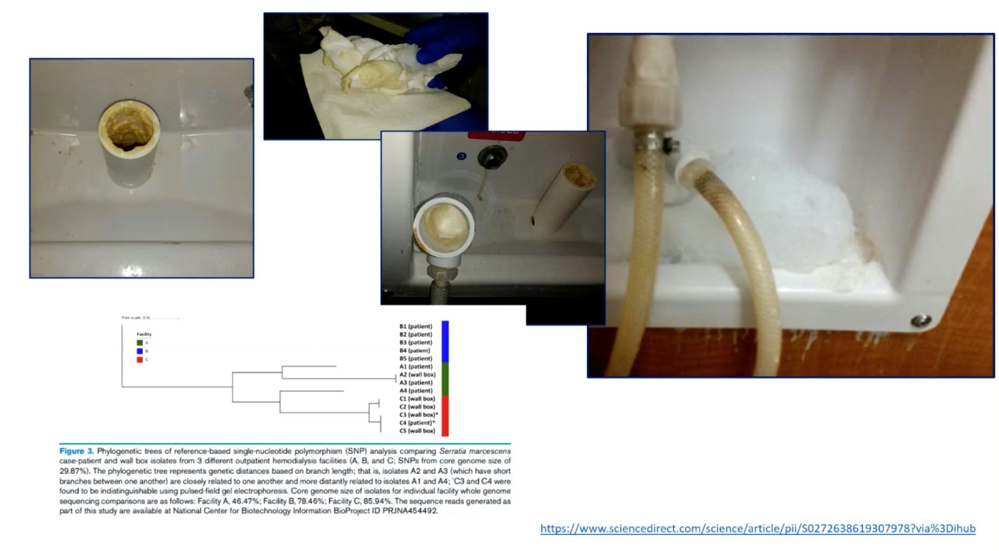 3
Tree scale: 0.01
Facility
A
B
C
B1 (patient)
B2 (patient)
B3 (patient)
B4 (patient)
B5 (patient)
A1 (patient)
A2 (wall box)
A3 (patient)
A4 (patient)
C1 (wall box)
C2 (wall box)
C3 (wall box)*
C4 (patient)*
C5 (wall box)
Figure 3. Phylogenetic trees of reference-based single-nucleotide polymorphism (SNP) analysis comparing Serratia marcescens
case-patient and wall box isolates from 3 different outpatient hemodialysis facilities (A, B, and C; SNPs from core genome size of
29.87%). The phylogenetic tree represents genetic distances based on branch length; that is, isolates A2 and A3 (which have short
branches between one another) are closely related to one another and more distantly related to isolates A1 and A4; *C3 and C4 were
found to be indistinguishable using pulsed-field gel electrophoresis. Core genome size of isolates for individual facility whole genome
sequencing comparisons are as follows: Facility A, 46.47%; Facility B, 78.46%; Facility C, 85.94%. The sequence reads generated as
part of this study are available at National Center for Biotechnology Information BioProject ID PRJNA454492.
https://www.sciencedirect.com/science/article/pii/S0272638619307978?via%3Dihub